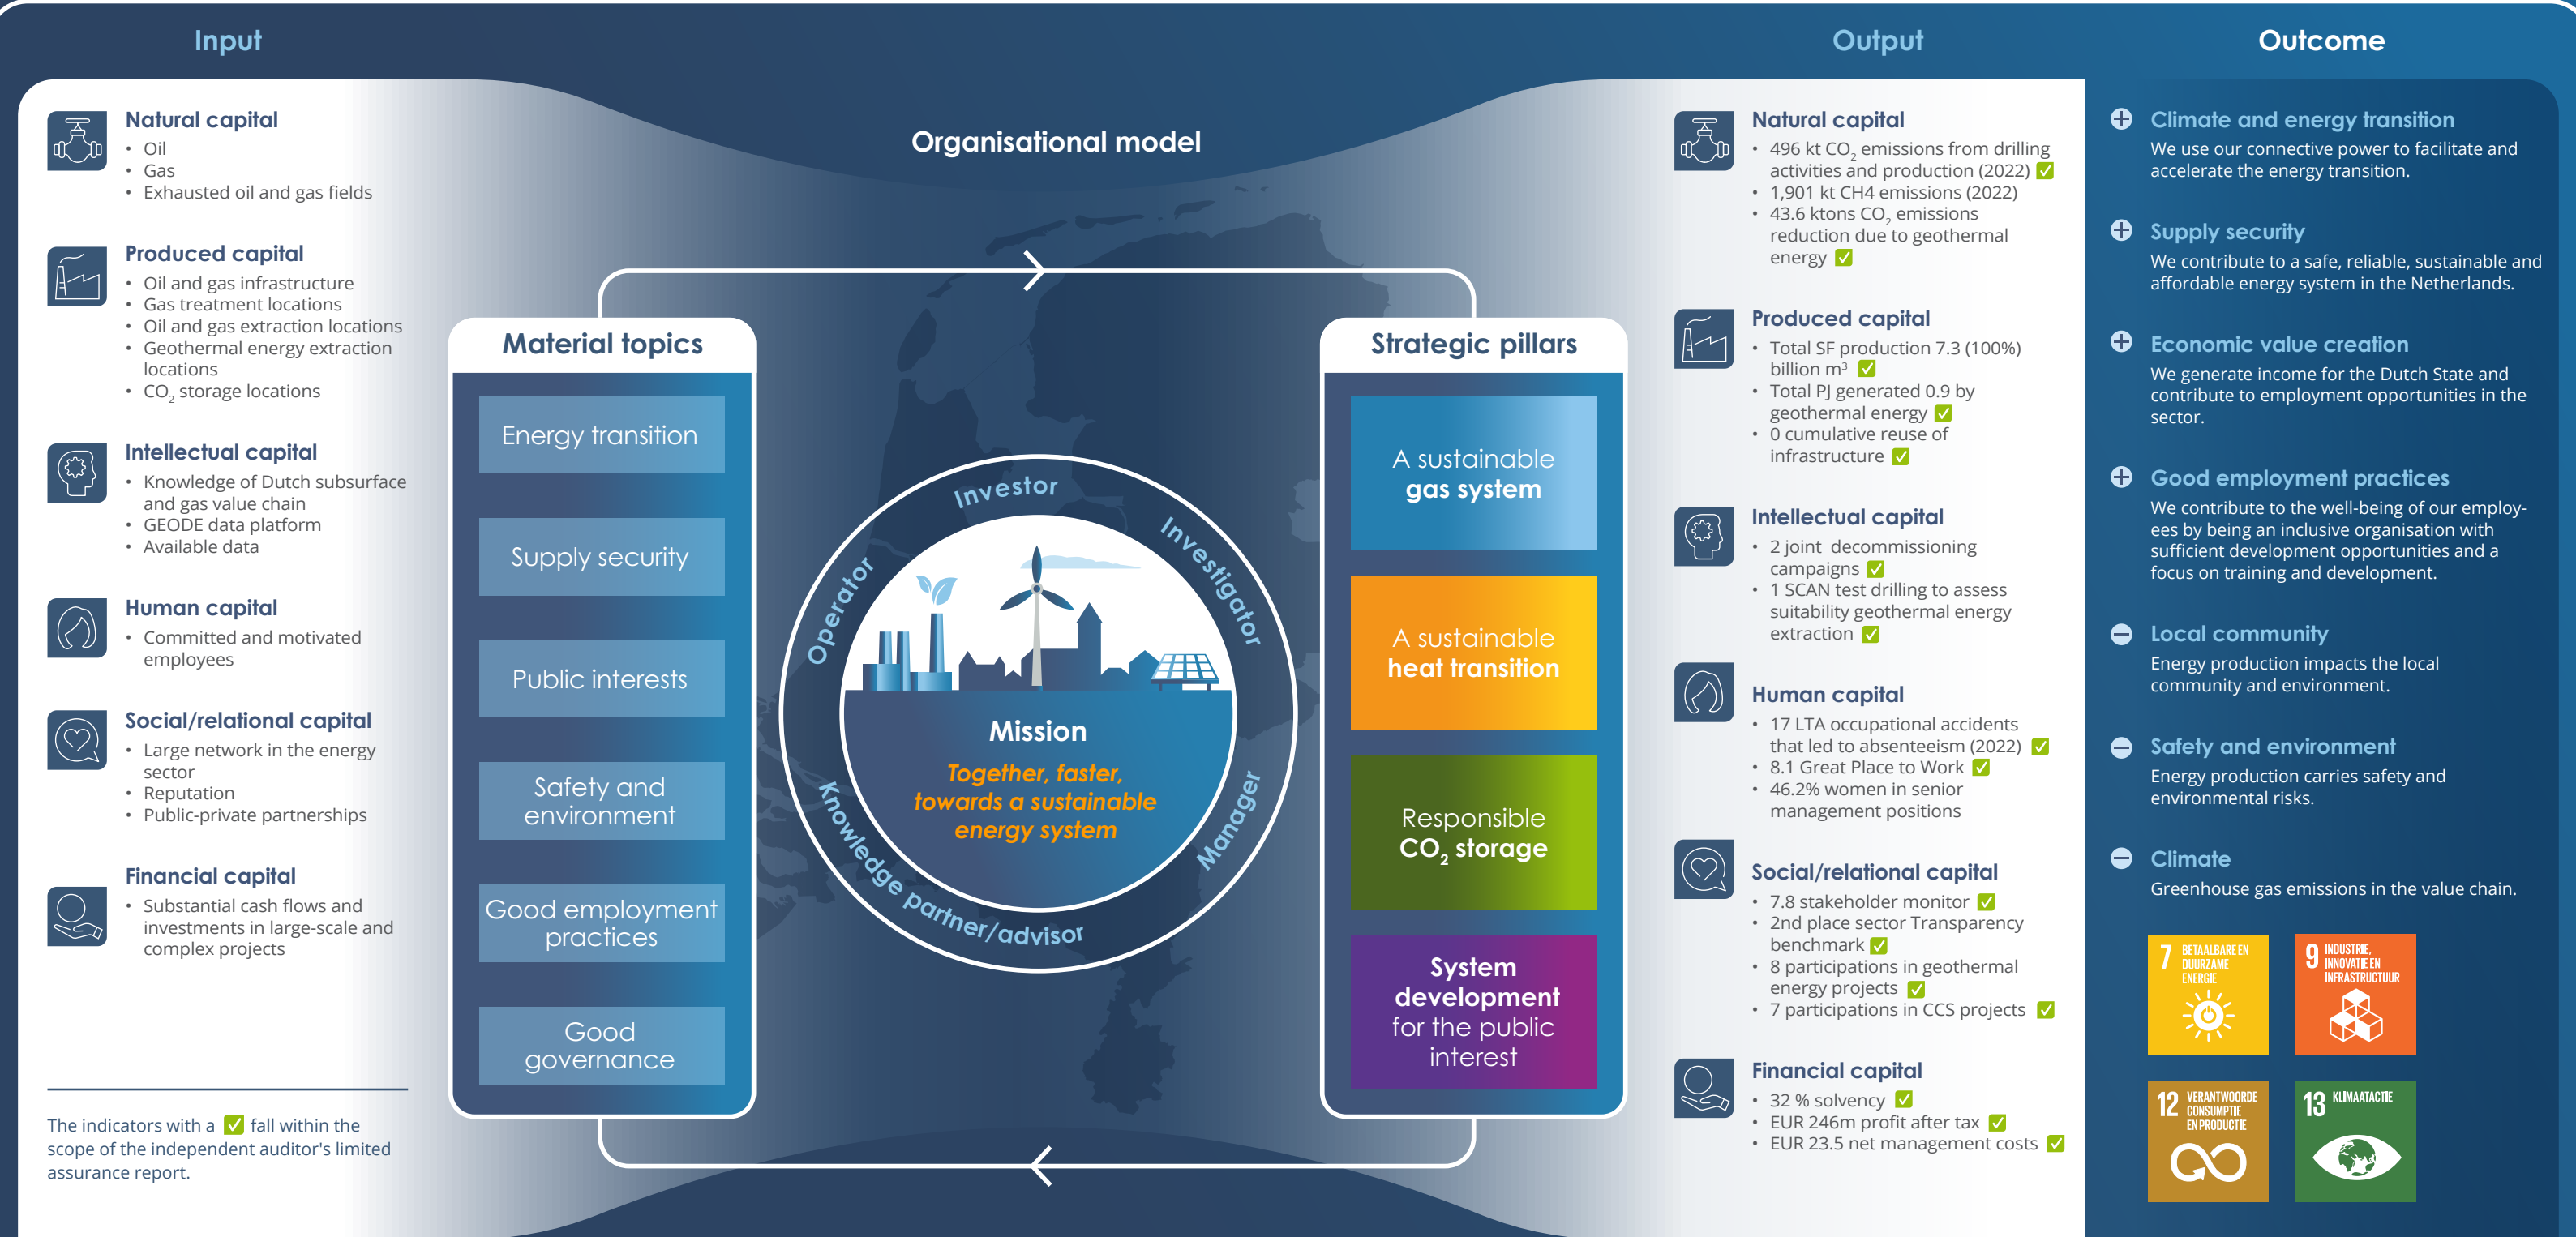 Input
Natural capital
• Oil
• Gas
• Exhausted oil and gas fields
Produced capital
• Oil and gas infrastructure
• Gas treatment locations
• Oil and gas extraction locations
• Geothermal energy extraction
locations
• CO₂ storage locations
Intellectual capital
• Knowledge of Dutch subsurface
and gas value chain
• GEODE data platform
• Available data
Human capital
• Committed and motivated
employees
Social/relational capital
• Large network in the energy
sector
• Reputation
• Public-private partnerships
Financial capital
• Substantial cash flows and
investments in large-scale and
complex projects
The indicators with a ✅ fall within the
scope of the independent auditor's limited
assurance report.
Organisational model
Material topics
Energy transition
Supply security
Public interests
Safety and
environment
Good employment
practices
Good
governance
Investor
Investigator
Operator
Manager
Knowledge partner/advisor
Mission
Together, faster,
towards a sustainable
energy system
Strategic pillars
A sustainable
gas system
A sustainable
heat transition
Responsible
CO₂ storage
System
development
for the public
interest
Output
Natural capital
• 496 kt CO₂ emissions from drilling
activities and production (2022) ✅
• 1,901 kt CH4 emissions (2022)
• 43.6 ktons CO₂ emissions
reduction due to geothermal
energy ✅
Produced capital
• Total SF production 7.3 (100%)
billion m³ ✅
• Total PJ generated 0.9 by
geothermal energy ✅
• 0 cumulative reuse of
infrastructure ✅
Intellectual capital
• 2 joint decommissioning
campaigns ✅
• 1 SCAN test drilling to assess
suitability geothermal energy
extraction ✅
Human capital
• 17 LTA occupational accidents
that led to absenteeism (2022) ✅
• 8.1 Great Place to Work ✅
• 46.2% women in senior
management positions
Social/relational capital
• 7.8 stakeholder monitor ✅
• 2nd place sector Transparency
benchmark ✅
• 8 participations in geothermal
energy projects ✅
• 7 participations in CCS projects ✅
Financial capital
• 32 % solvency ✅
• EUR 246m profit after tax ✅
• EUR 23.5 net management costs ✅
Outcome
Climate and energy transition
We use our connective power to facilitate and
accelerate the energy transition.
Supply security
We contribute to a safe, reliable, sustainable and
affordable energy system in the Netherlands.
Economic value creation
We generate income for the Dutch State and
contribute to employment opportunities in the
sector.
Good employment practices
We contribute to the well-being of our employ-
ees by being an inclusive organisation with
sufficient development opportunities and a
focus on training and development.
Local community
Energy production impacts the local
community and environment.
Safety and environment
Energy production carries safety and
environmental risks.
Climate
Greenhouse gas emissions in the value chain.
7 BETAALBARE EN
DUURZAME
ENERGIE
9 INDUSTRIE,
INNOVATIE EN
INFRASTRUCTUUR
12 VERANTWOORDE
CONSUMPTIE
EN PRODUCTIE
13 KLIMAATACTIE